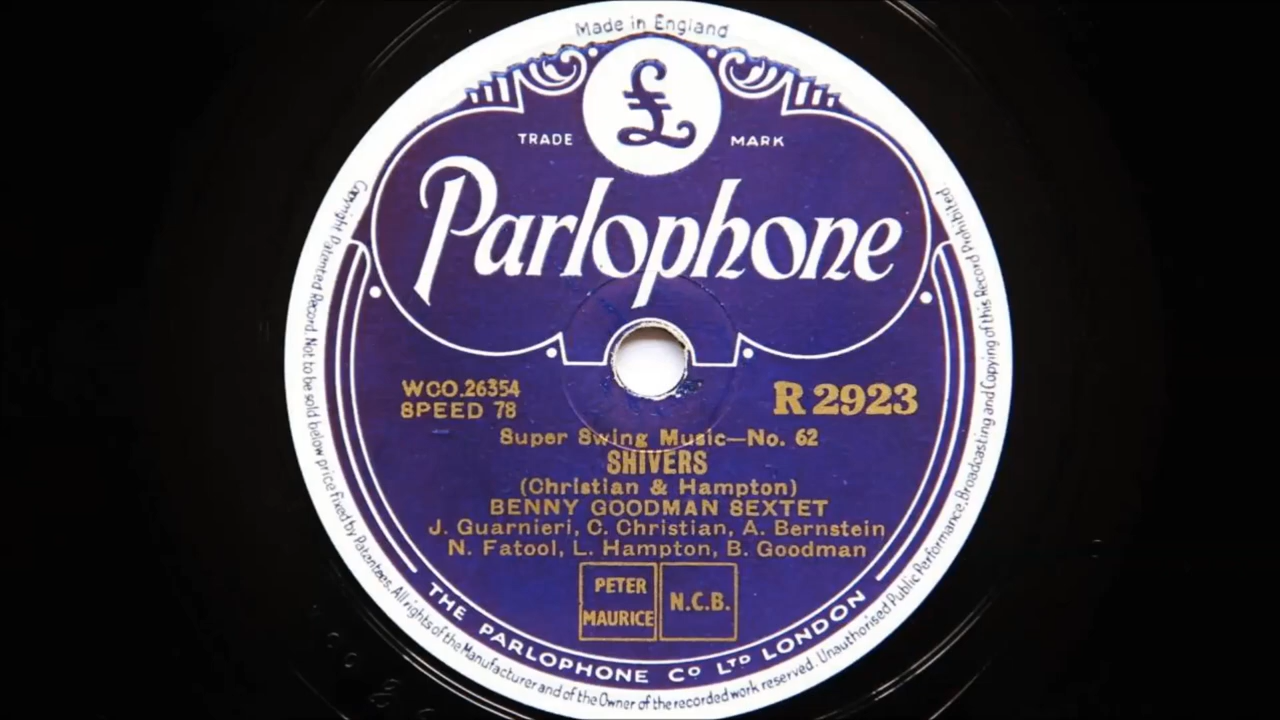 Made in England
£
TRADE MARK
Parlophone
WCO.26354
SPEED 78
R 2923
Super Swing Music—No. 62
SHIVERS
(Christian & Hampton)
BENNY GOODMAN SEXTET
J. Guarnieri, C. Christian, A. Bernstein
N. Fatool, L. Hampton, B. Goodman
PETER
MAURICE
N.C.B.
THE PARLOPHONE Co LTD LONDON
Copyright Patented Record. Not to be sold below price fixed by Patentees. All rights of the Manufacturer and of the Owner of the recorded work reserved. Unauthorised Public Performance, Broadcasting and Copying of this Record Prohibited.